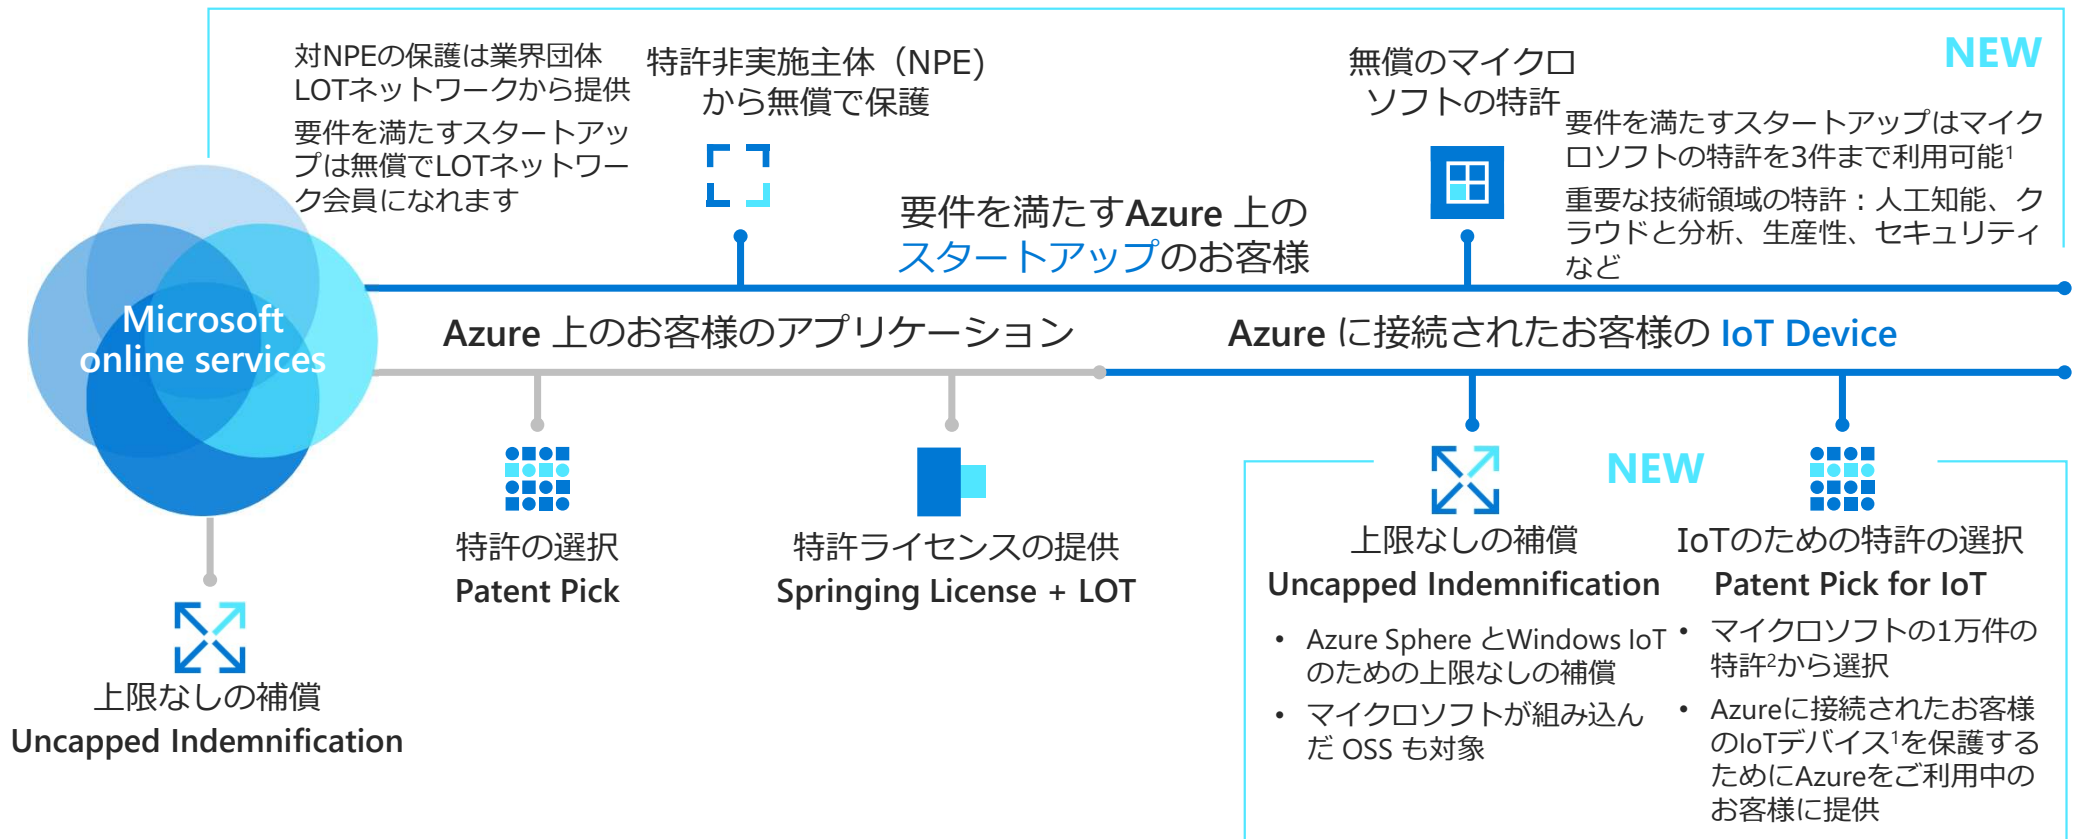 対NPEの保護は業界団体
LOTネットワークから提供
要件を満たすスタートアッ
プは無償でLOTネットワー
ク会員になれます
特許非実施主体（NPE)
から無償で保護
無償のマイクロ
ソフトの特許
NEW
要件を満たすスタートアップはマイク
ロソフトの特許を3件まで利用可能1
重要な技術領域の特許：人工知能、ク
ラウドと分析、生産性、セキュリティ
など
要件を満たすAzure 上の
スタートアップのお客様
Microsoft
online services
Azure 上のお客様のアプリケーション
Azure に接続されたお客様の IoT Device
特許の選択
Patent Pick
特許ライセンスの提供
Springing License + LOT
上限なしの補償
Uncapped Indemnification
NEW
上限なしの補償
Uncapped Indemnification
• Azure Sphere とWindows IoT
のための上限なしの補償
• マイクロソフトが組み込ん
だ OSS も対象
IoTのための特許の選択
Patent Pick for IoT
• マイクロソフトの1万件の
特許2から選択
• Azureに接続されたお客様
のIoTデバイス1を保護する
ためにAzureをご利用中の
お客様に提供